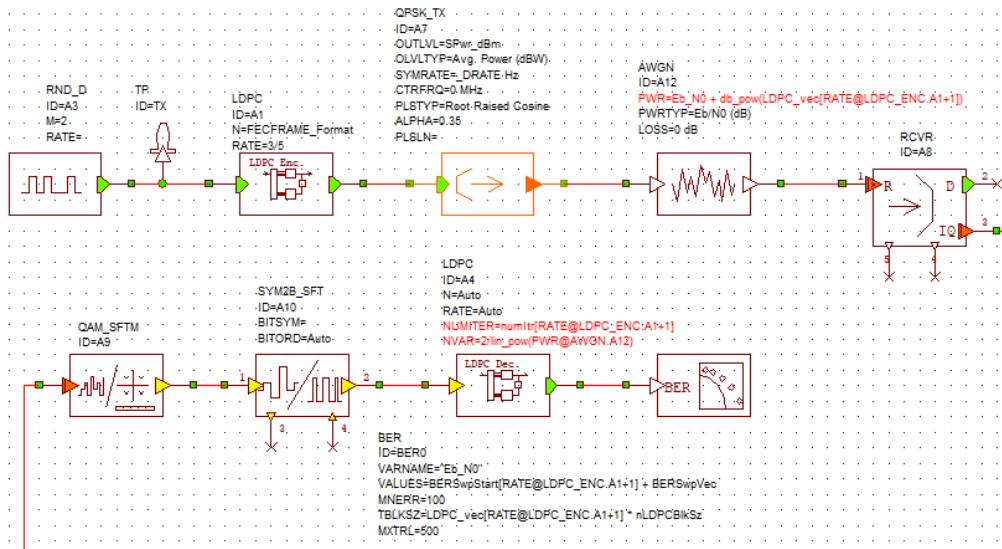 QPSK_TX
ID=A7
OUTLVL=SPwr_dBm
OLVLTYP=Avg. Power (dBW)
SYMRATE=_DRATE Hz
CTRFRQ=0 MHz
PLSTYP=Root Raised Cosine
ALPHA=0.35
PLSLN=
RND_D
ID=A3
M=2
RATE=
TP
ID=TX
LDPC
ID=A1
N=FECFRAME_Format
RATE=3/5
LDPC Enc.
AWGN
ID=A12
PWR=Eb_N0 + db_pow(LDPC_vec[RATE@LDPC_ENC.A1+1])
PWRTYP=Eb/N0 (dB)
LOSS=0 dB
RCVR
ID=A8
1
R
D
2
IQ
3
5
4
QAM_SFTM
ID=A9
SYM2B_SFT
ID=A10
BITSYM=
BITORD=Auto
1
2
3
4
LDPC
ID=A4
N=Auto
RATE=Auto
NUMITER=numItr[RATE@LDPC_ENC.A1+1]
NVAR=2/lin_pow(PWR@AWGN.A12)
LDPC Dec.
BER
BER
ID=BER0
VARNAME="Eb_N0"
VALUES=BERSwpStart[RATE@LDPC_ENC.A1+1] + BERSwpVec
MNERR=100
TBLKSZ=LDPC_vec[RATE@LDPC_ENC.A1+1] * nLDPCBlkSz
MXTRL=500